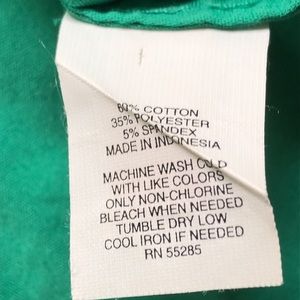 60% COTTON
35% POLYESTER
5% SPANDEX
MADE IN INDONESIA
MACHINE WASH COLD
WITH LIKE COLORS
ONLY NON-CHLORINE
BLEACH WHEN NEEDED
TUMBLE DRY LOW
COOL IRON IF NEEDED
RN 55285